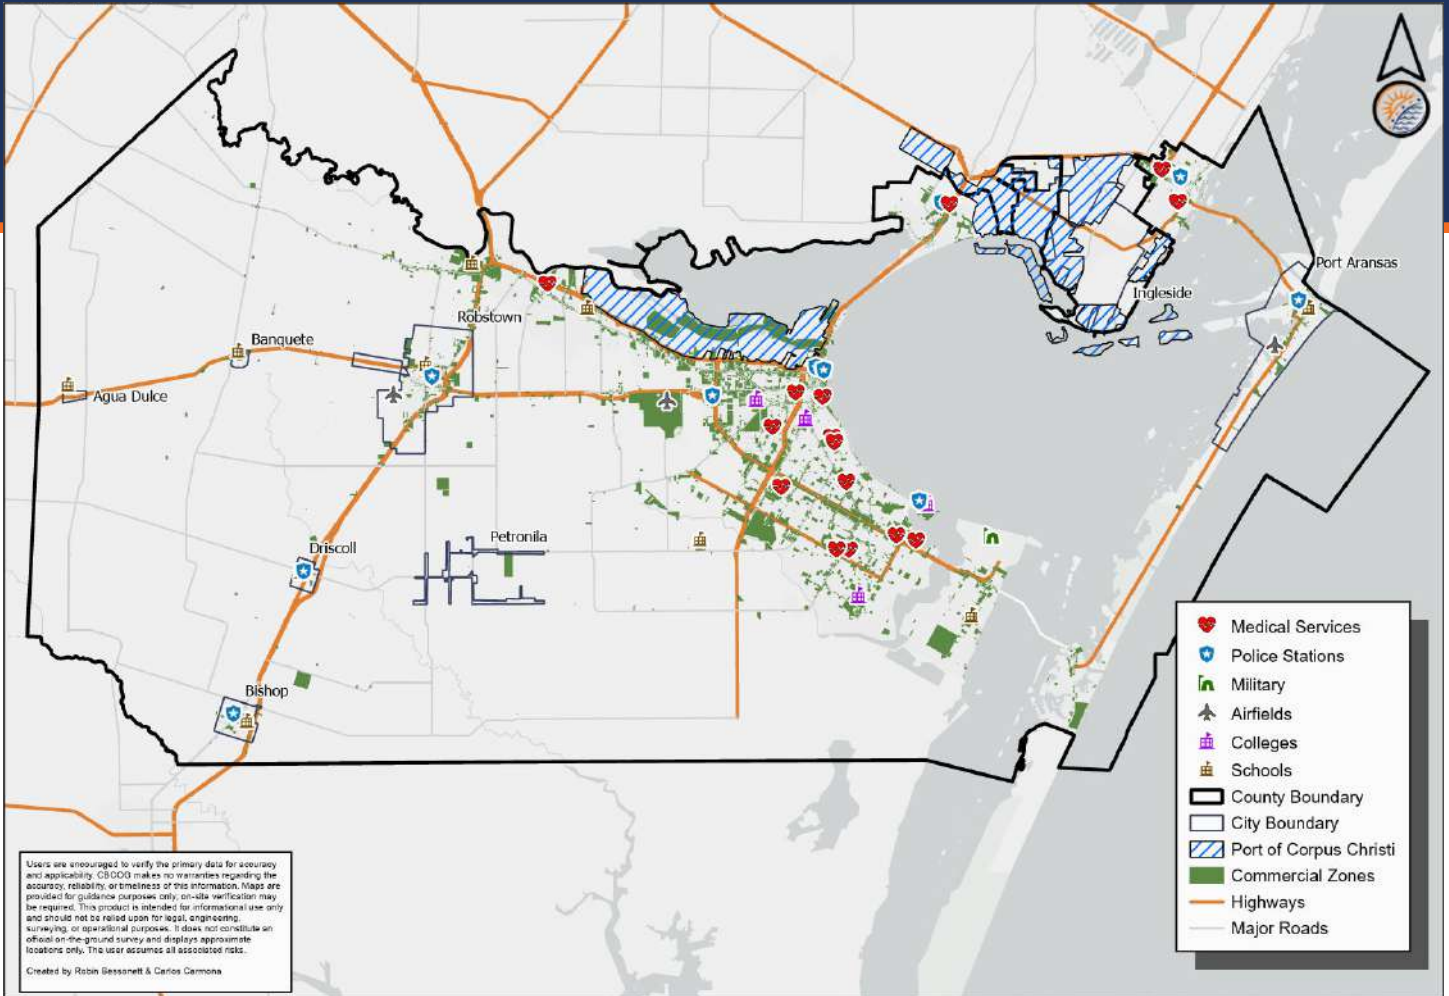 Port Aransas
Ingleside
Robstown
Banquete
Agua Dulce
Petronila
Driscoll
Bishop
Medical Services
Police Stations
Military
Airfields
Colleges
Schools
County Boundary
City Boundary
Port of Corpus Christi
Commercial Zones
Highways
Major Roads
Users are encouraged to verify the primary data for accuracy
and applicability. CBCOG makes no warranties regarding the
accuracy, reliability, or timeliness of this information. Maps are
provided for guidance purposes only; on-site verification may
be required. This product is intended for informational use only
and should not be relied upon for legal, engineering,
surveying, or operational purposes. It does not constitute an
official on-the-ground survey and displays approximate
locations only. The user assumes all associated risks.
Created by Robin Bessonett & Carlos Carmona